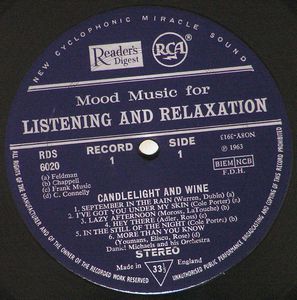 NEW CYCLOPHONIC MIRACLE SOUND
Reader's
Digest
RCA
Mood Music for
LISTENING AND RELAXATION
RDS
6020
RECORD
1
SIDE
1
(a) Feldman
(b) Chappell
(c) Frank Music
(d) C. Connelly
℗ 1963
BIEM NCB
F.D.H.
CANDLELIGHT AND WINE
1. SEPTEMBER IN THE RAIN (Warren, Dubin) (a)
2. I'VE GOT YOU UNDER MY SKIN (Cole Porter) (b)
3. LAZY AFTERNOON (Moross, LaTouche) (b)
4. HEY THERE (Adler, Ross) (c)
5. IN THE STILL OF THE NIGHT (Cole Porter) (b)
6. MORE THAN YOU KNOW
(Youmans, Eliscu, Rose) (d)
Daniel Michaels and his Orchestra
STEREO
Made in
33⅓
England
ALL RIGHTS OF THE MANUFACTURER AND OF THE OWNER OF THE RECORDED WORK RESERVED
UNAUTHORISED PUBLIC PERFORMANCE BROADCASTING AND COPYING OF THIS RECORD PROHIBITED